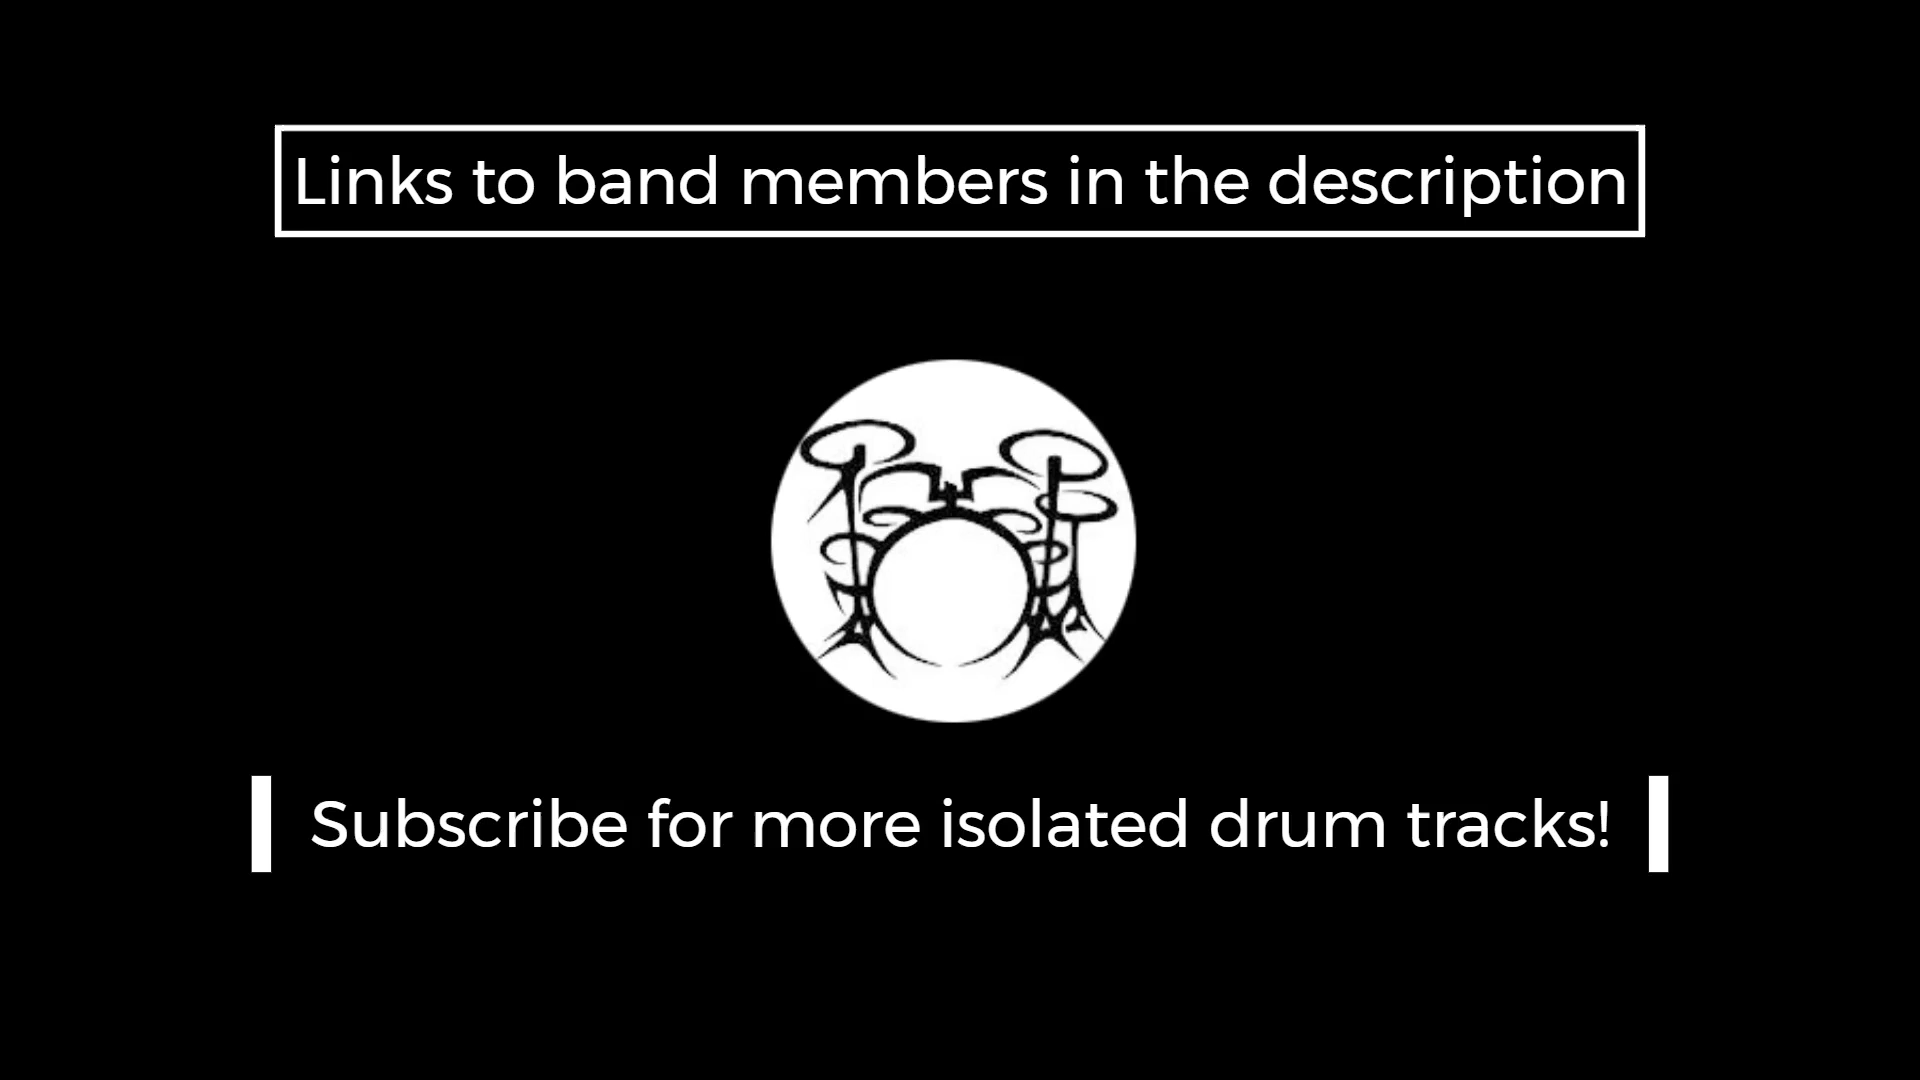 Links to band members in the description
Subscribe for more isolated drum tracks!